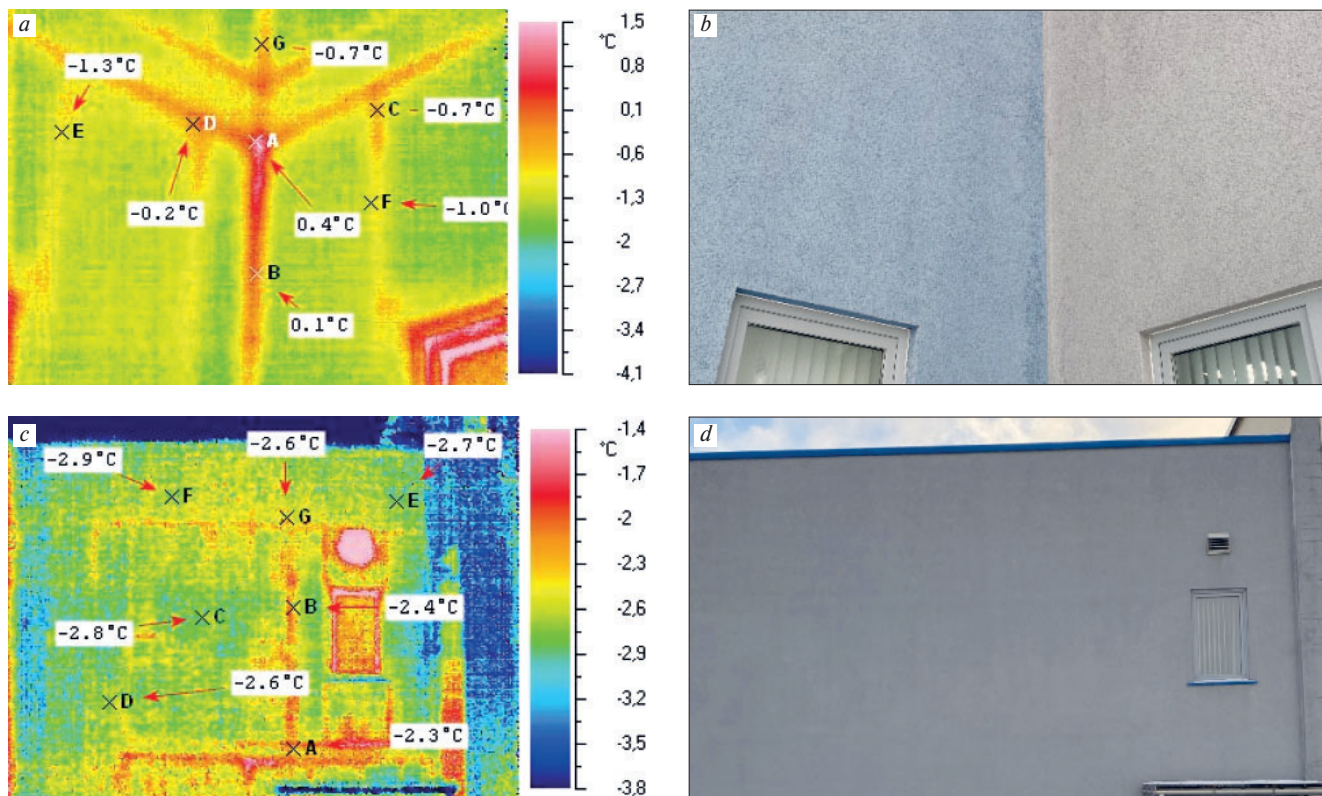 a
G
-0.7°C
-1.3°C
C
-0.7°C
E
D
A
F
-1.0°C
-0.2°C
0.4°C
B
0.1°C
1,5
°C
0,8
0,1
-0,6
-1,3
-2
-2,7
-3,4
-4,1
b
c
-2.6°C
-2.7°C
-2.9°C
F
E
G
B
-2.4°C
C
-2.8°C
-2.6°C
D
A
-2.3°C
-1,4
°C
-1,7
-2
-2,3
-2,6
-2,9
-3,2
-3,5
-3,8
d